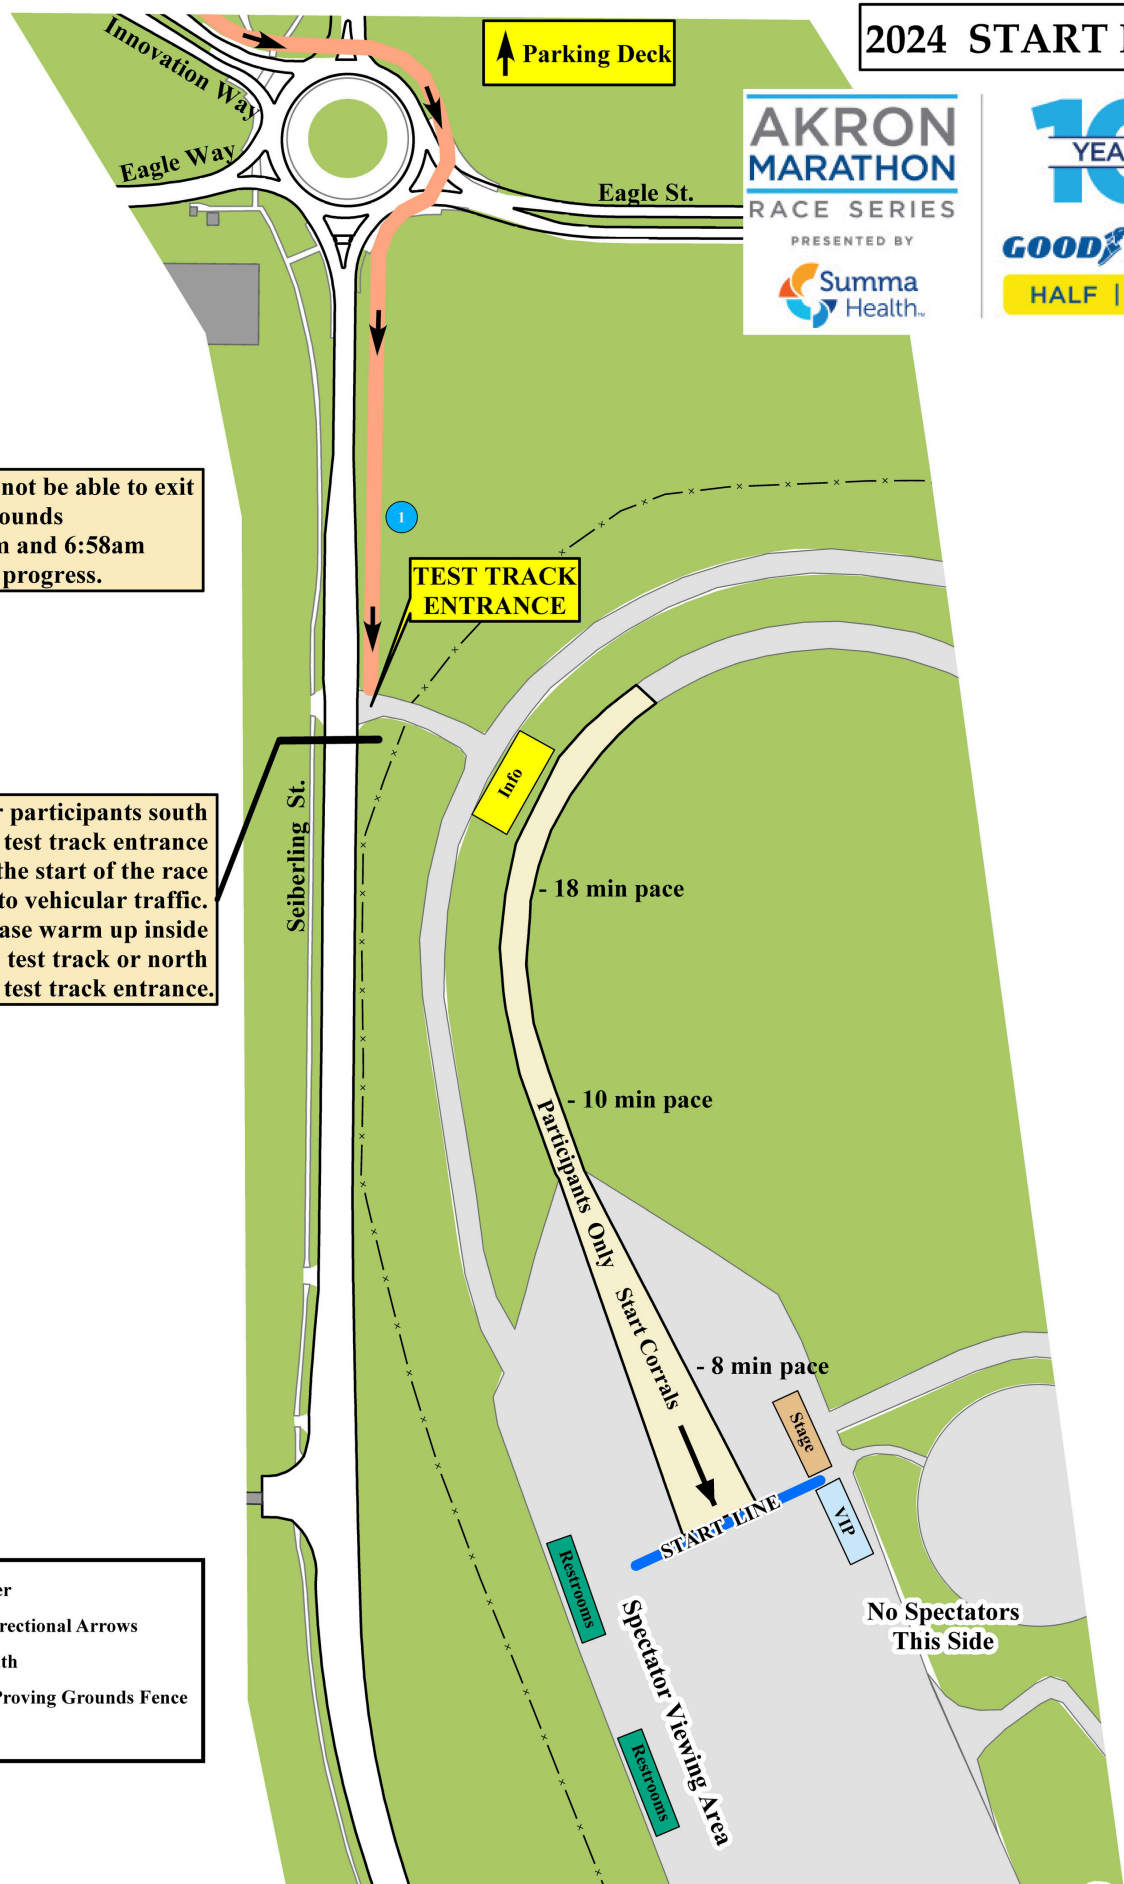 2024 START
Parking Deck
Innovation Way
Eagle Way
Eagle St.
AKRON
MARATHON
RACE SERIES
PRESENTED BY
Summa
Health
10
YEA
GOOD
HALF |
not be able to exit
ounds
and 6:58am
progress.
1
TEST TRACK
ENTRANCE
Info
Seiberling St.
participants south
test track entrance
the start of the race
to vehicular traffic.
ase warm up inside
test track or north
test track entrance.
- 18 min pace
- 10 min pace
Participants Only Start Corrals
- 8 min pace
Stage
START LINE
VIP
Restrooms
No Spectators
This Side
Spectator Viewing Area
Restrooms
er
rectional Arrows
th
Proving Grounds Fence